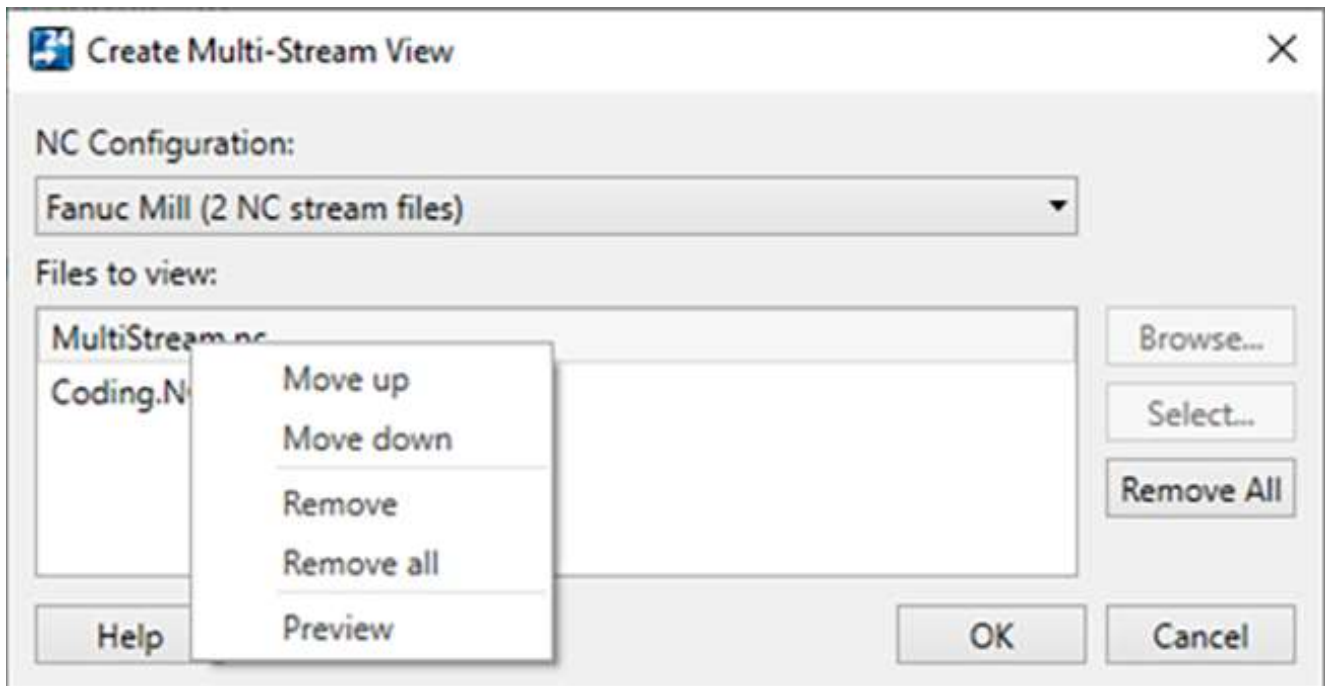 Create Multi-Stream View
NC Configuration:
Fanuc Mill (2 NC stream files)
Files to view:
MultiStream.nc
Browse...
Move up
Select...
Move down
Remove All
Remove
Remove all
Preview
Help
OK
Cancel